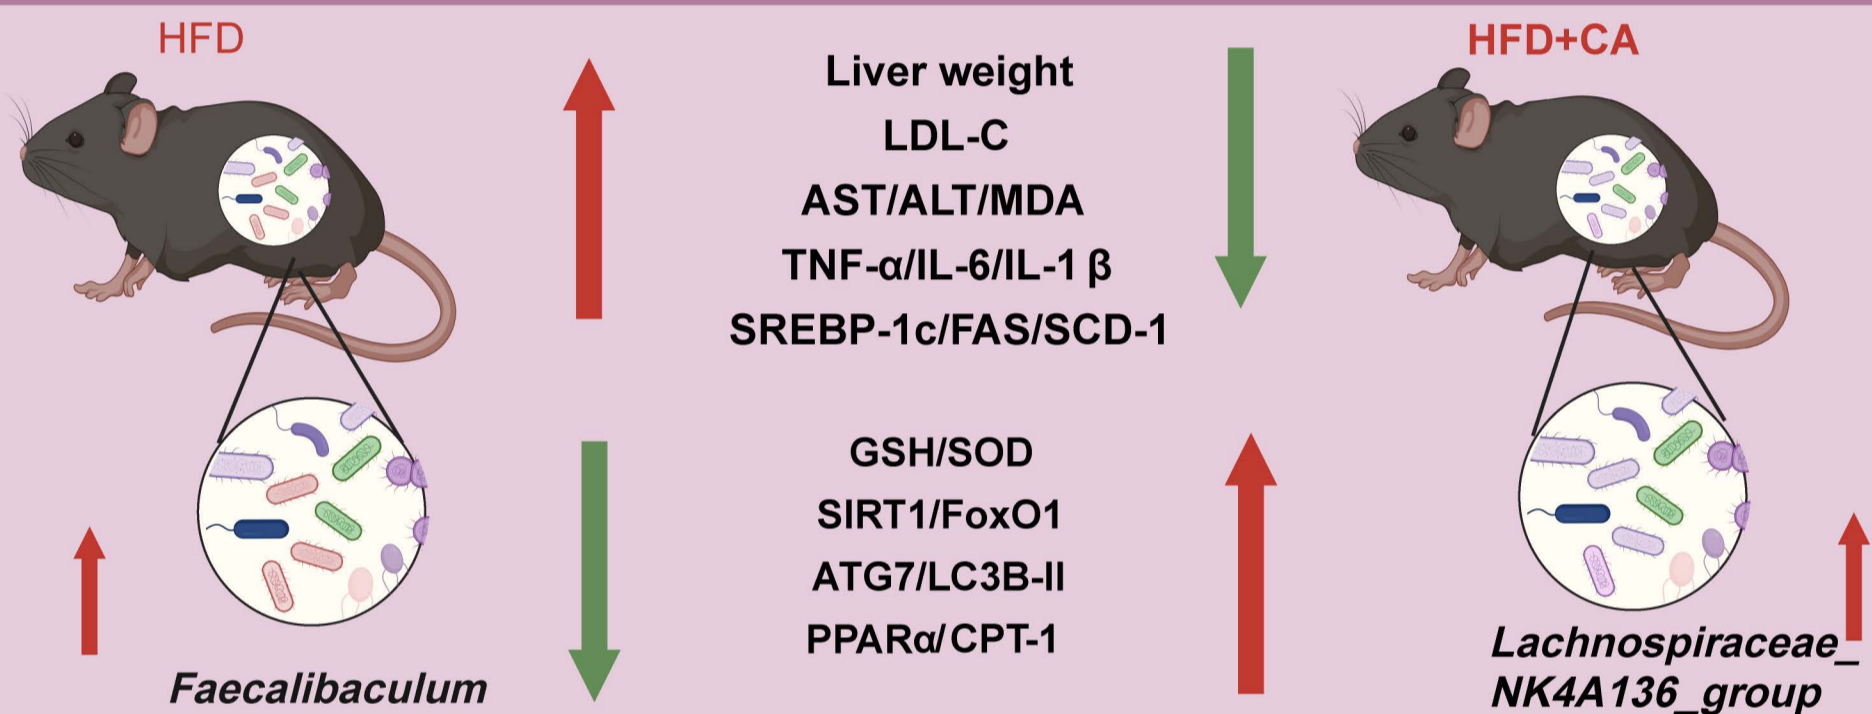 HFD
HFD+CA
Liver weight
LDL-C
AST/ALT/MDA
TNF-α/IL-6/IL-1 β
SREBP-1c/FAS/SCD-1
GSH/SOD
SIRT1/FoxO1
ATG7/LC3B-II
PPARα/ CPT-1
Faecalibaculum
Lachnospiraceae_
NK4A136_group